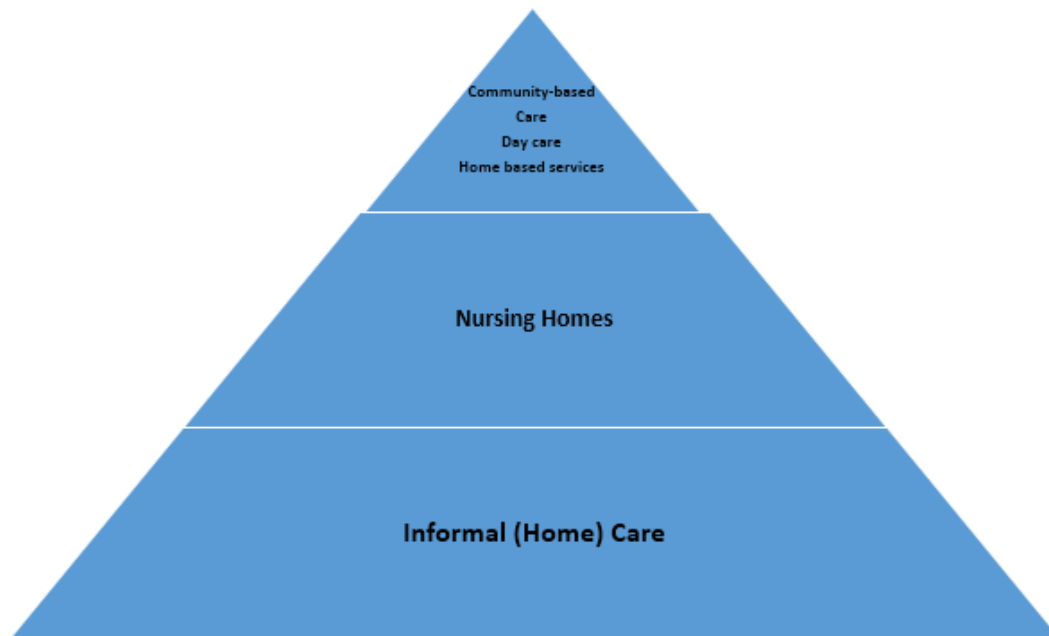 Community-based
Care
Day care
Home based services
Nursing Homes
Informal (Home) Care